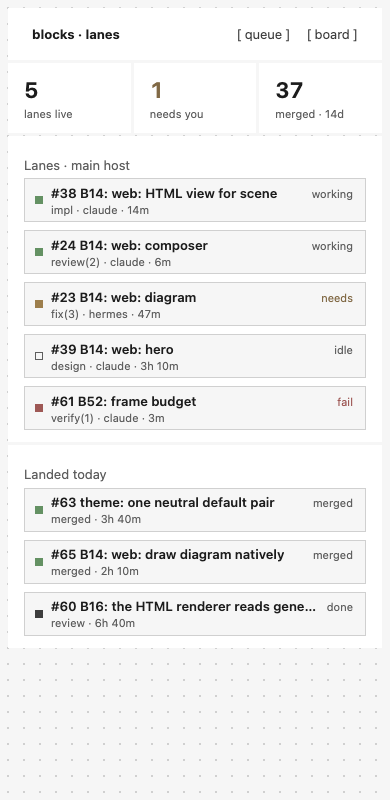 blocks · lanes [ queue ] [ board ]
5 1 37
lanes live needs you merged · 14d
Lanes · main host
#38 B14: web: HTML view for scene working
impl · claude · 14m
#24 B14: web: composer working
review(2) · claude · 6m
#23 B14: web: diagram needs
fix(3) · hermes · 47m
#39 B14: web: hero idle
design · claude · 3h 10m
#61 B52: frame budget fail
verify(1) · claude · 3m
Landed today
#63 theme: one neutral default pair merged
merged · 3h 40m
#65 B14: web: draw diagram natively merged
merged · 2h 10m
#60 B16: the HTML renderer reads gene... done
review · 6h 40m